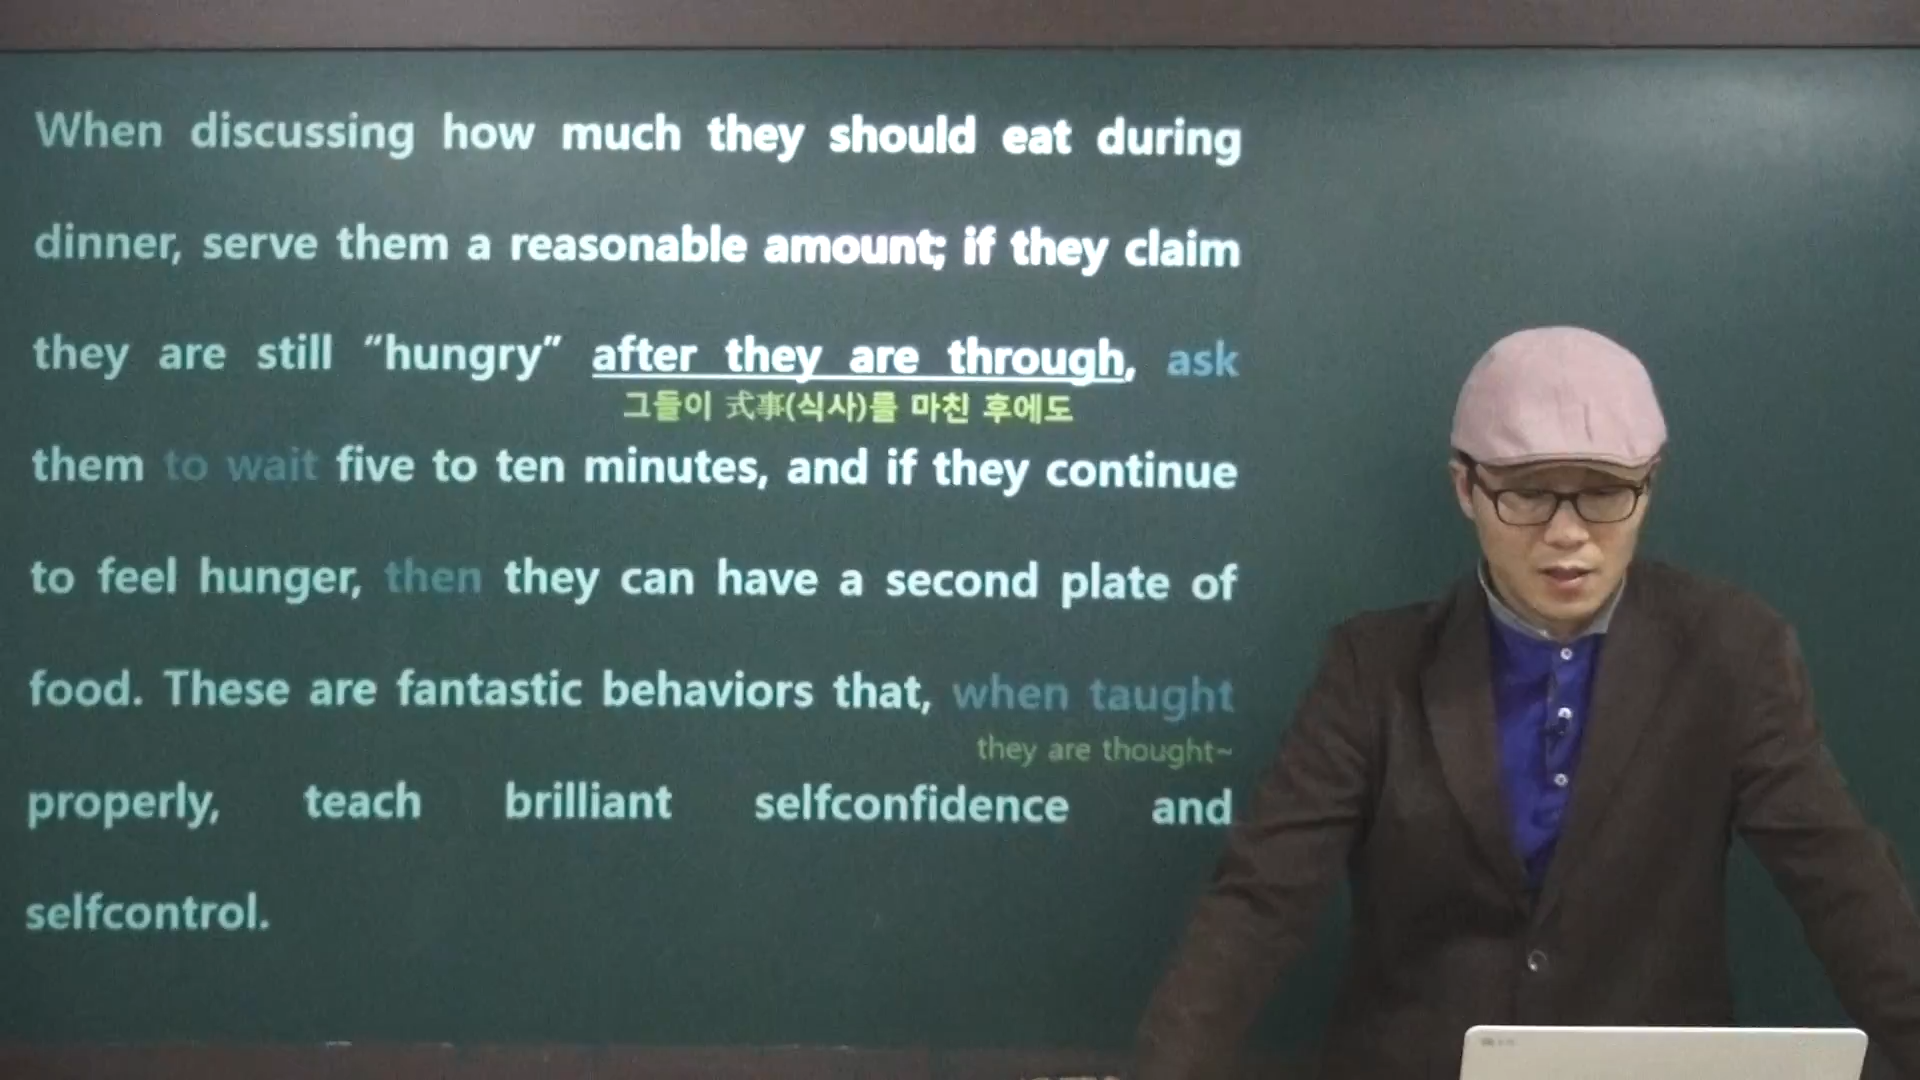 When discussing how much they should eat during
dinner, serve them a reasonable amount; if they claim
they are still “hungry” after they are through, ask
그들이 式事(식사)를 마친 후에도
them to wait five to ten minutes, and if they continue
to feel hunger, then they can have a second plate of
food. These are fantastic behaviors that, when taught
they are thought~
properly, teach brilliant selfconfidence and
selfcontrol.